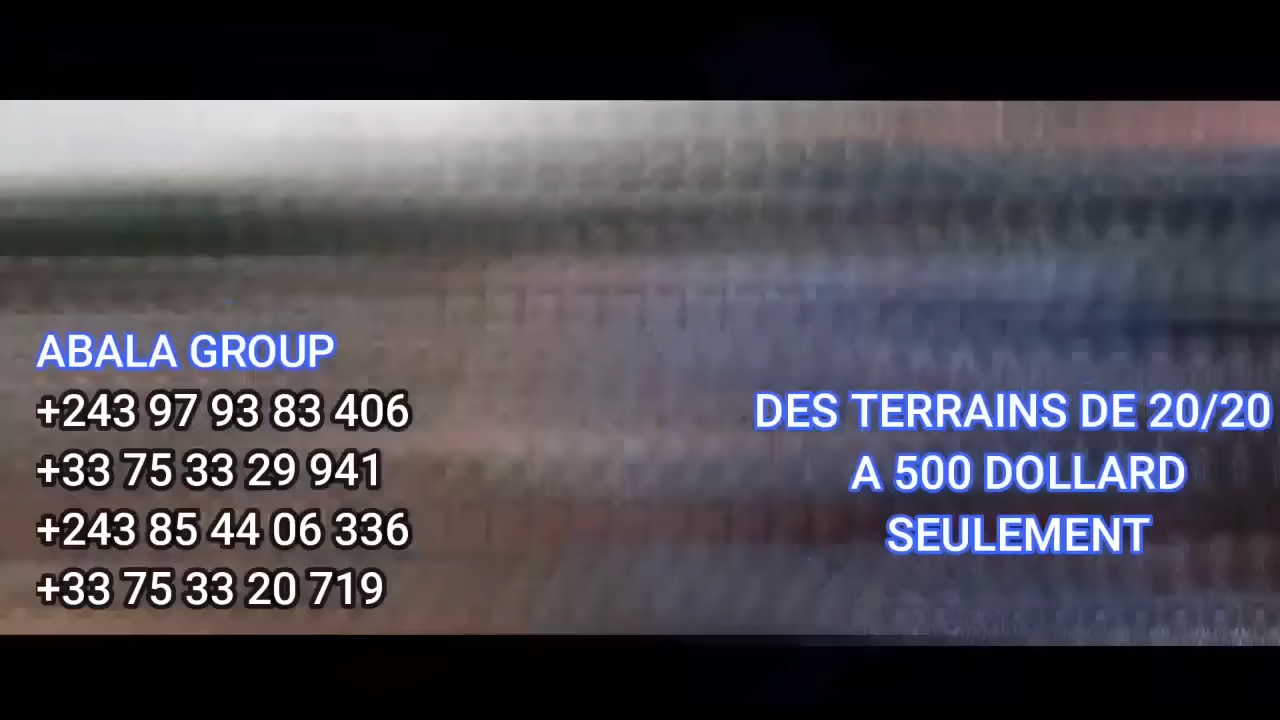 ABALA GROUP
+243 97 93 83 406
+33 75 33 29 941
+243 85 44 06 336
+33 75 33 20 719
DES TERRAINS DE 20/20
A 500 DOLLARD
SEULEMENT